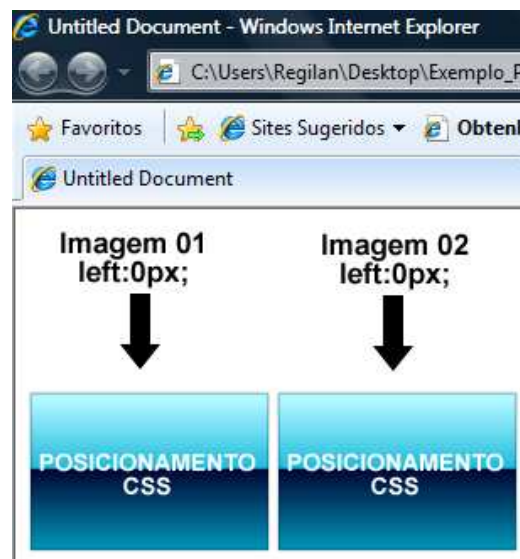 Untitled Document - Windows Internet Explorer
C:\Users\Regilan\Desktop\Exemplo_P
Favoritos Sites Sugeridos Obtenh
Untitled Document
Imagem 01 Imagem 02
left:0px; left:0px;
POSICIONAMENTO POSICIONAMENTO
CSS CSS